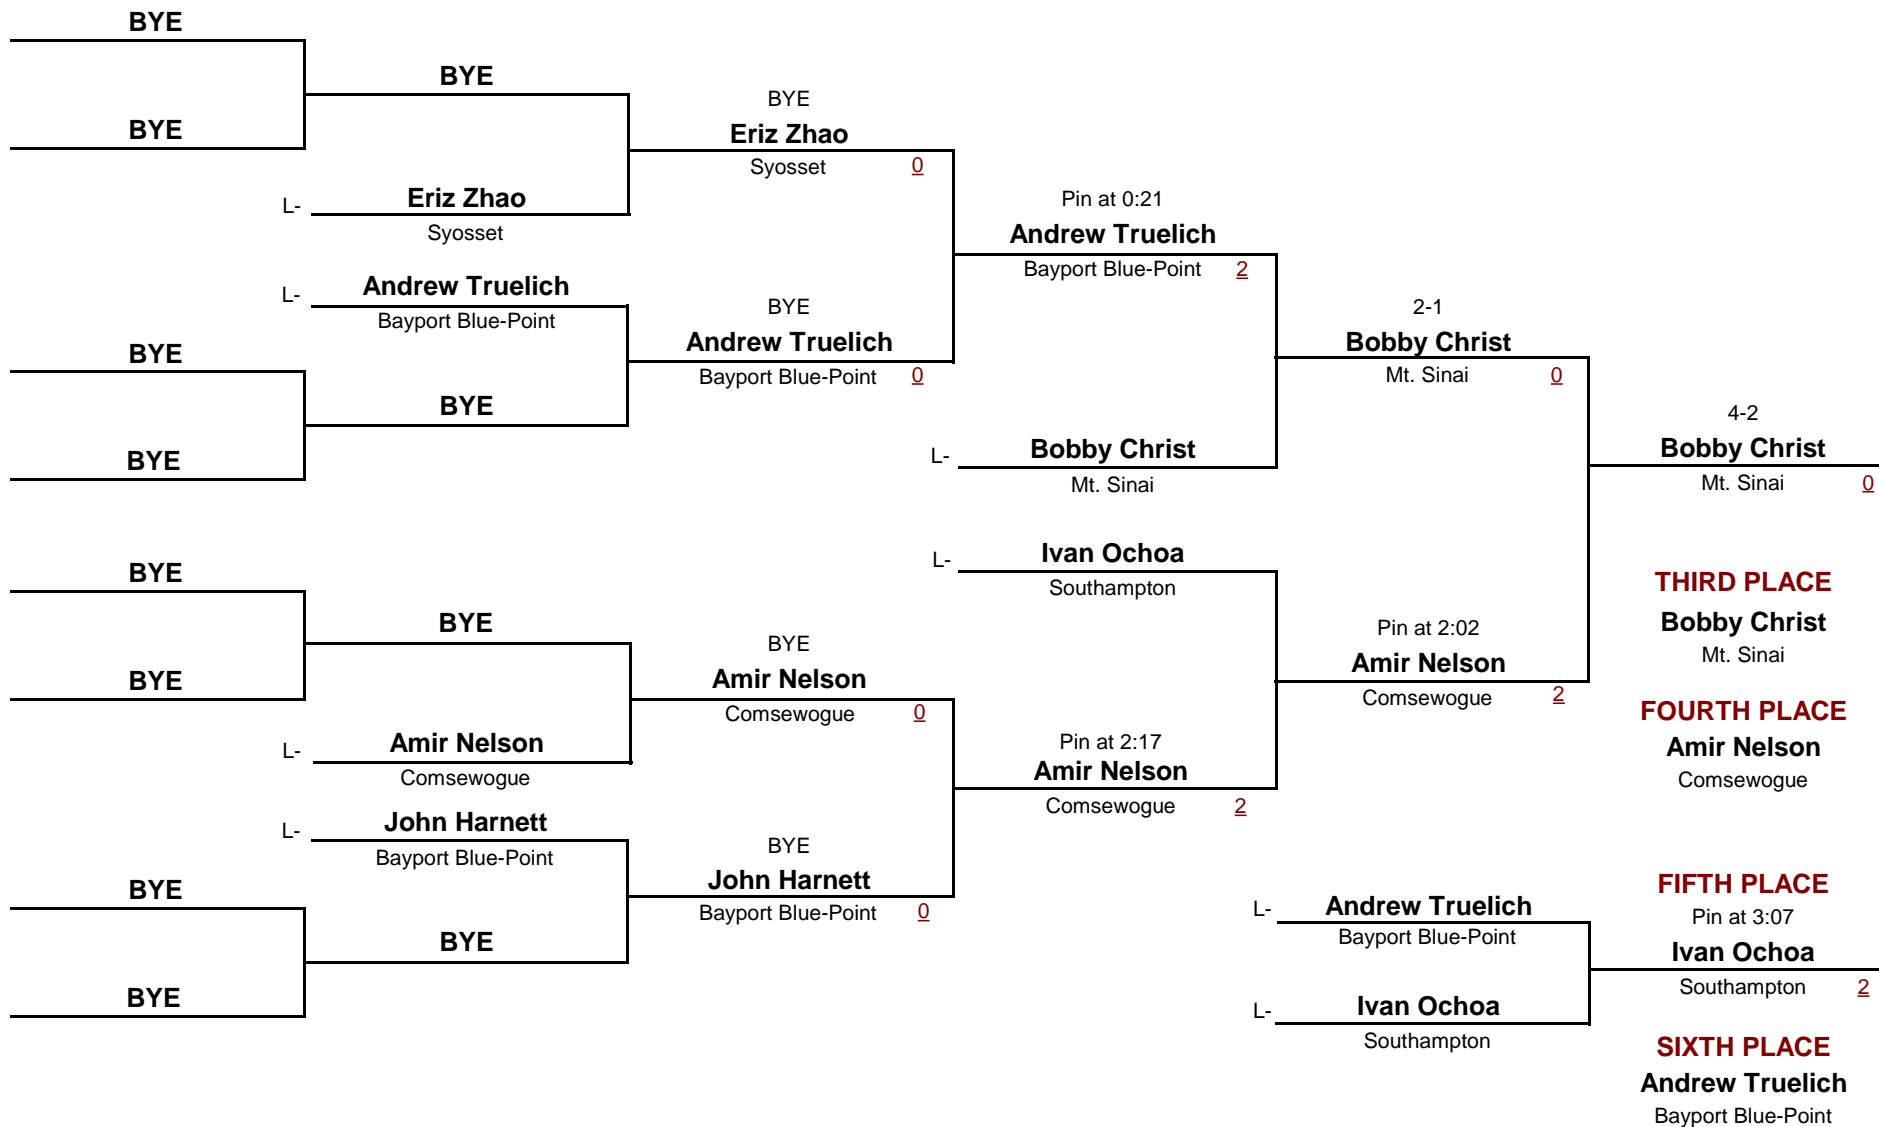 BYE
BYE
BYE
L- Eriz Zhao
Syosset
BYE
Eriz Zhao
Syosset 0
L- Andrew Truelich
Bayport Blue-Point
BYE
BYE
BYE
BYE
Andrew Truelich
Bayport Blue-Point 0
Pin at 0:21
Andrew Truelich
Bayport Blue-Point 2
L- Bobby Christ
Mt. Sinai
2-1
Bobby Christ
Mt. Sinai 0
4-2
Bobby Christ
Mt. Sinai 0
BYE
BYE
BYE
L- Amir Nelson
Comsewogue
BYE
Amir Nelson
Comsewogue 0
L- John Harnett
Bayport Blue-Point
BYE
BYE
BYE
BYE
John Harnett
Bayport Blue-Point 0
L- Ivan Ochoa
Southampton
Pin at 2:17
Amir Nelson
Comsewogue 2
Pin at 2:02
Amir Nelson
Comsewogue 2
THIRD PLACE
Bobby Christ
Mt. Sinai
FOURTH PLACE
Amir Nelson
Comsewogue
L- Andrew Truelich
Bayport Blue-Point
L- Ivan Ochoa
Southampton
FIFTH PLACE
Pin at 3:07
Ivan Ochoa
Southampton 2
SIXTH PLACE
Andrew Truelich
Bayport Blue-Point